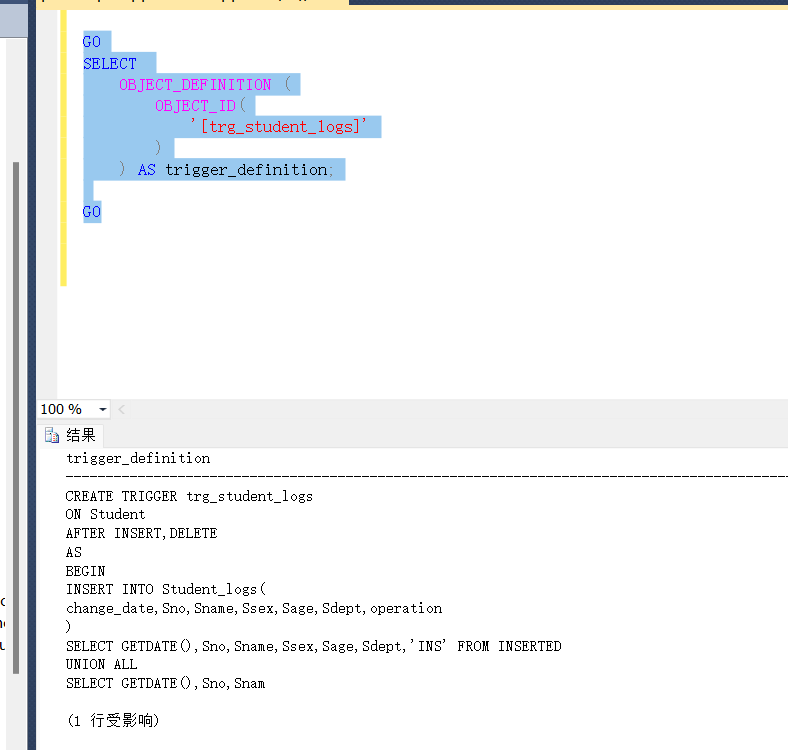 GO
SELECT
OBJECT_DEFINITION (
OBJECT_ID(
'[trg_student_logs]'
)
) AS trigger_definition;
GO
100 %
结果
trigger_definition
CREATE TRIGGER trg_student_logs
ON Student
AFTER INSERT,DELETE
AS
BEGIN
INSERT INTO Student_logs(
change_date,Sno,Sname,Ssex,Sage,Sdept,operation
)
SELECT GETDATE(),Sno,Sname,Ssex,Sage,Sdept,'INS' FROM INSERTED
UNION ALL
SELECT GETDATE(),Sno,Snam
(1 行受影响)